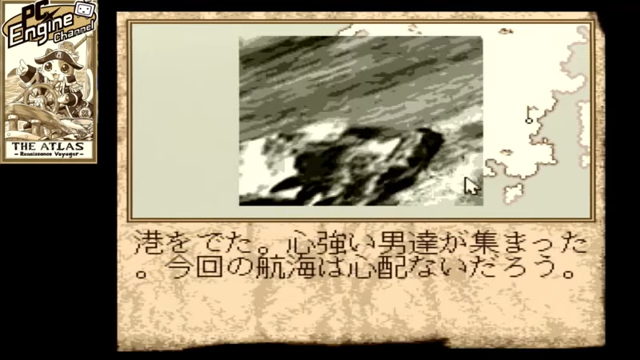 PC
Engine
Channel
THE ATLAS
- Renaissance Voyager -
港をでた。心強い男達が集まった
。今回の航海は心配ないだろう。